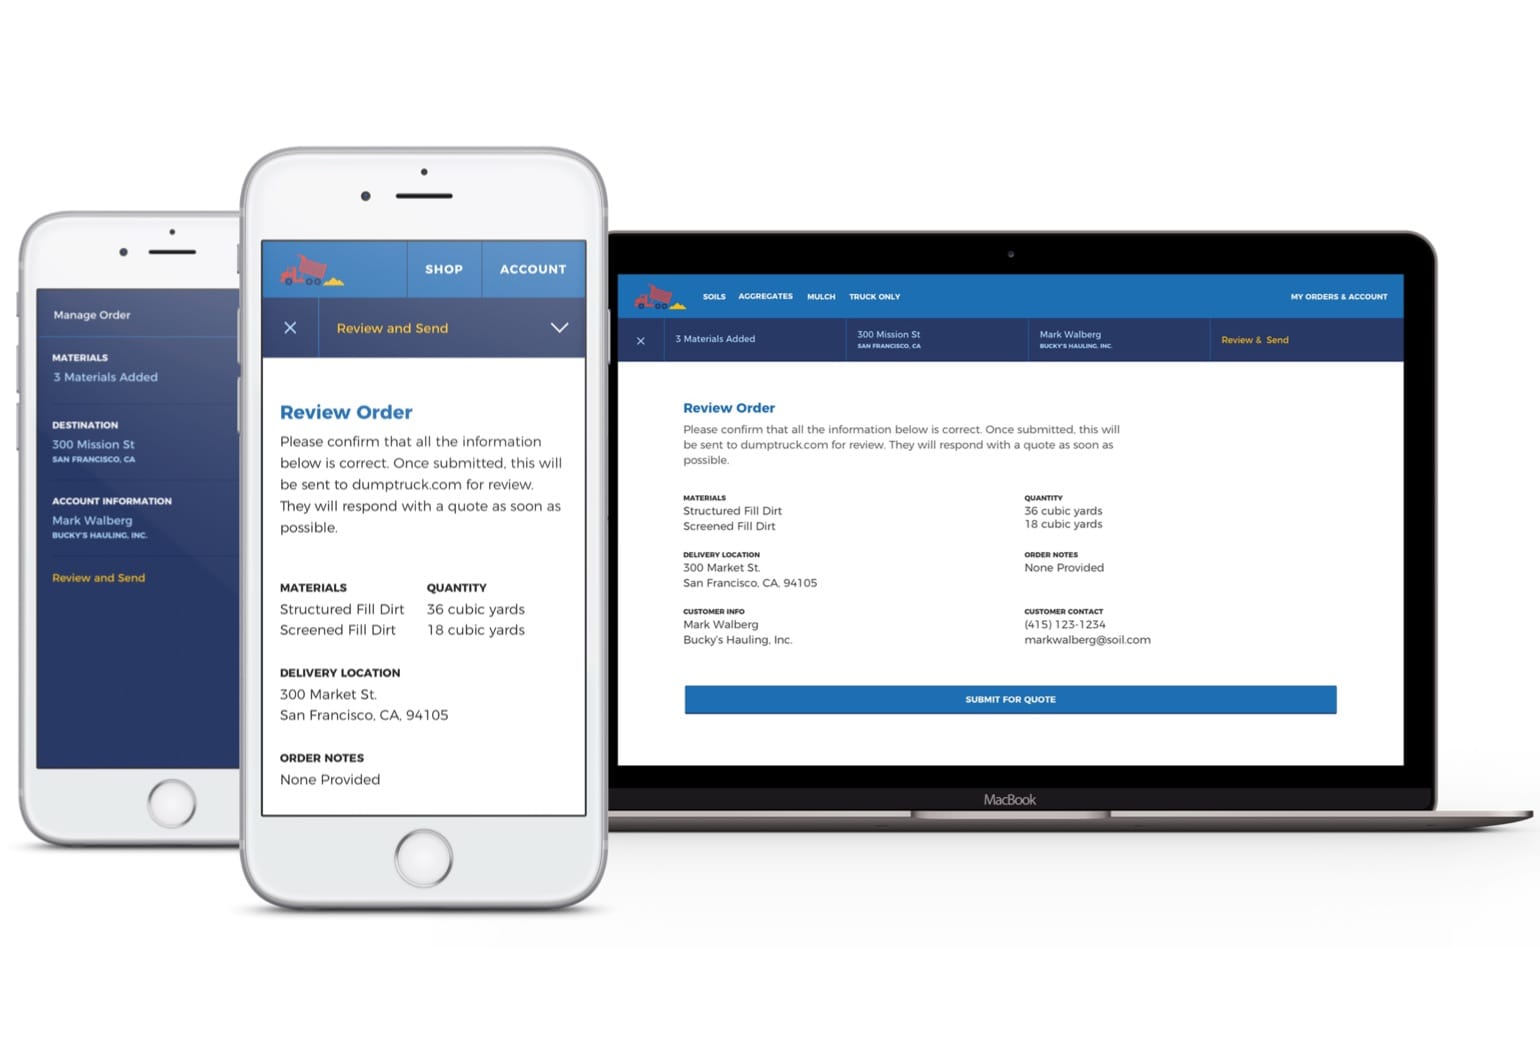 Manage Order
MATERIALS
3 Materials Added
DESTINATION
300 Mission St
SAN FRANCISCO, CA
ACCOUNT INFORMATION
Mark Walberg
BUCKY'S HAULING, INC.
Review and Send
SHOP ACCOUNT
Review and Send
Review Order
Please confirm that all the information
below is correct. Once submitted, this will
be sent to dumptruck.com for review.
They will respond with a quote as soon as
possible.
MATERIALS QUANTITY
Structured Fill Dirt 36 cubic yards
Screened Fill Dirt 18 cubic yards
DELIVERY LOCATION
300 Market St.
San Francisco, CA, 94105
ORDER NOTES
None Provided
SOILS AGGREGATES MULCH TRUCK ONLY MY ORDERS & ACCOUNT
3 Materials Added
300 Mission St
SAN FRANCISCO, CA
Mark Walberg
BUCKY'S HAULING, INC.
Review & Send
Review Order
Please confirm that all the information below is correct. Once submitted, this will
be sent to dumptruck.com for review. They will respond with a quote as soon as
possible.
MATERIALS QUANTITY
Structured Fill Dirt 36 cubic yards
Screened Fill Dirt 18 cubic yards
DELIVERY LOCATION ORDER NOTES
300 Market St. None Provided
San Francisco, CA, 94105
CUSTOMER INFO CUSTOMER CONTACT
Mark Walberg (415) 123-1234
Bucky's Hauling, Inc. markwalberg@soil.com
SUBMIT FOR QUOTE
MacBook